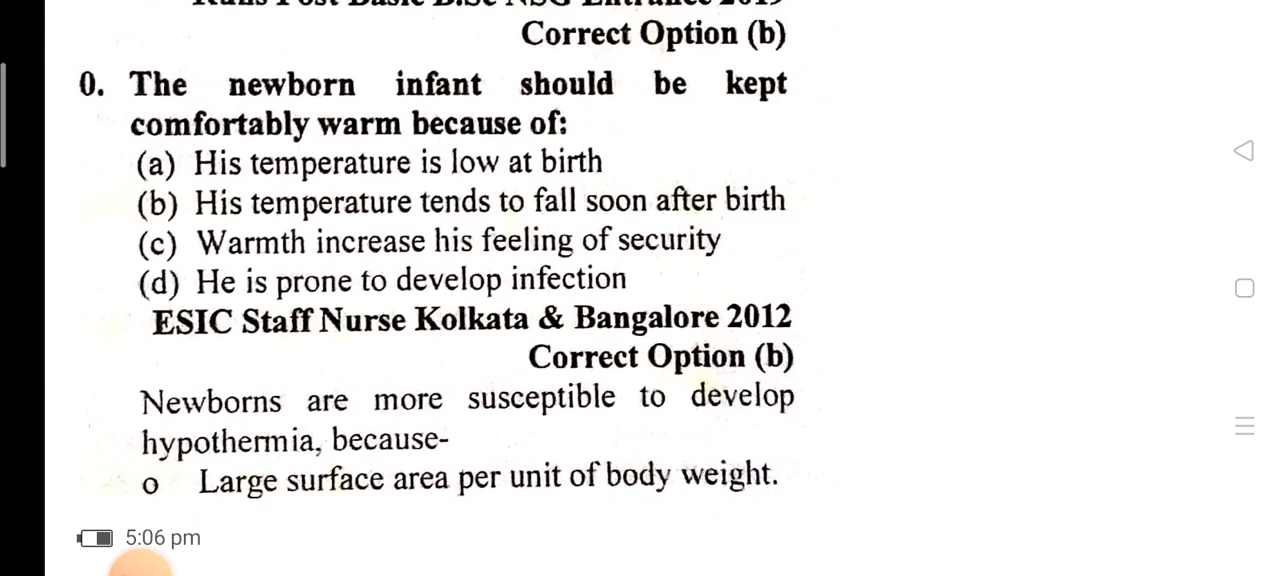 Correct Option (b)
0. The newborn infant should be kept
comfortably warm because of:
(a) His temperature is low at birth
(b) His temperature tends to fall soon after birth
(c) Warmth increase his feeling of security
(d) He is prone to develop infection
ESIC Staff Nurse Kolkata & Bangalore 2012
Correct Option (b)
Newborns are more susceptible to develop
hypothermia, because-
o Large surface area per unit of body weight.
5:06 pm